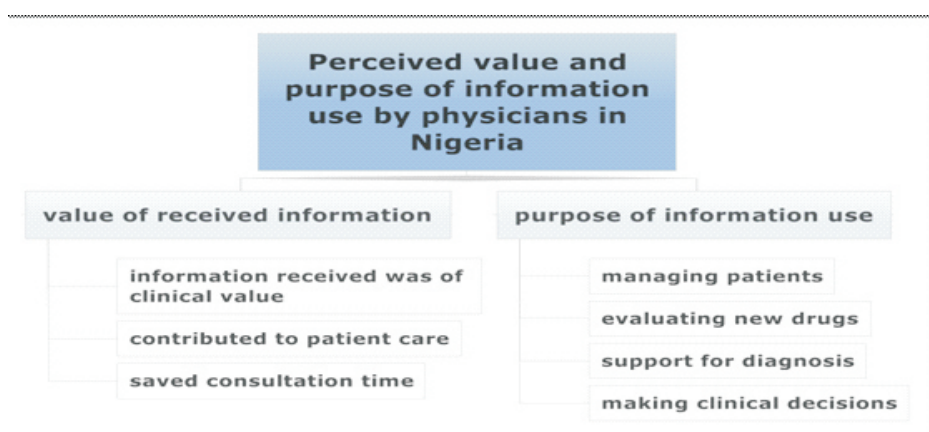 Perceived value and
purpose of information
use by physicians in
Nigeria
value of received information
information received was of
clinical value
contributed to patient care
saved consultation time
purpose of information use
managing patients
evaluating new drugs
support for diagnosis
making clinical decisions